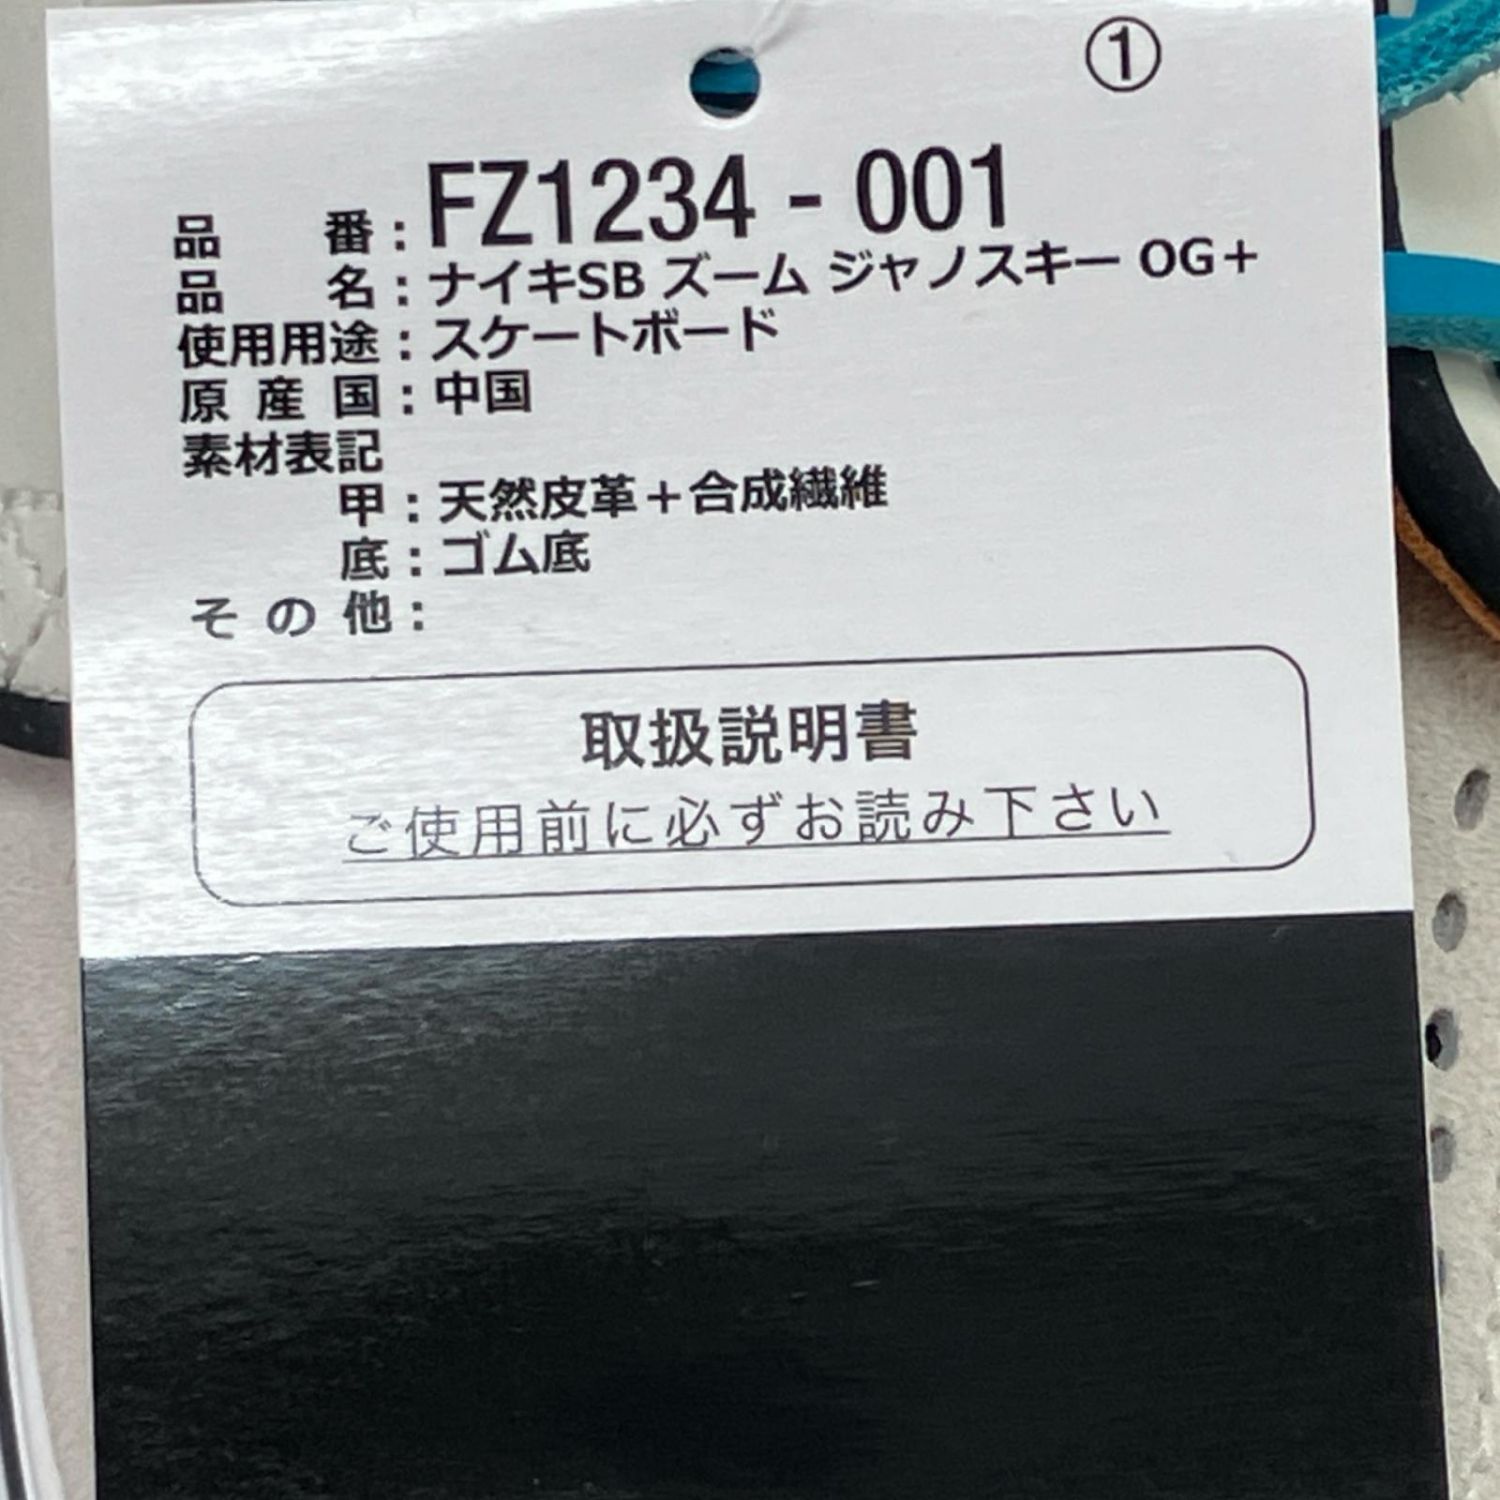 ①
品番:FZ1234 - 001
品名:ナイキSB ズーム ジャノスキー OG+
使用用途:スケートボード
原産国:中国
素材表記
甲:天然皮革+合成繊維
底:ゴム底
その他:
取扱説明書
ご使用前に必ずお読み下さい